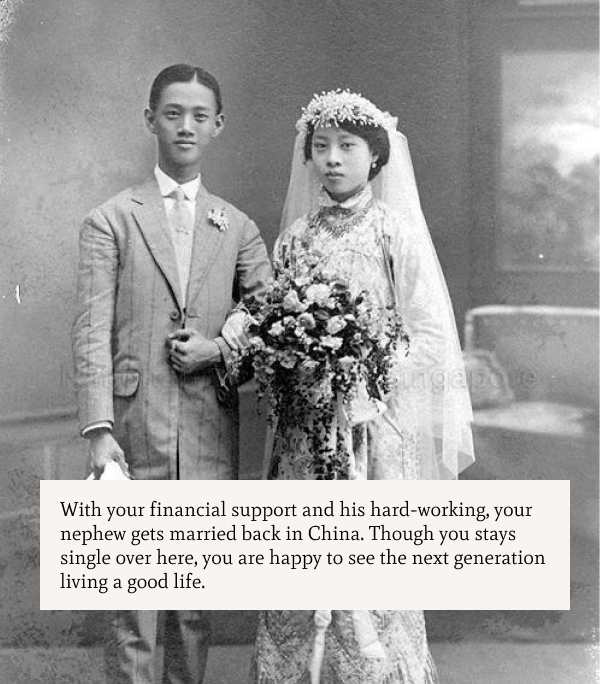 With your financial support and his hard-working, your
nephew gets married back in China. Though you stays
single over here, you are happy to see the next generation
living a good life.